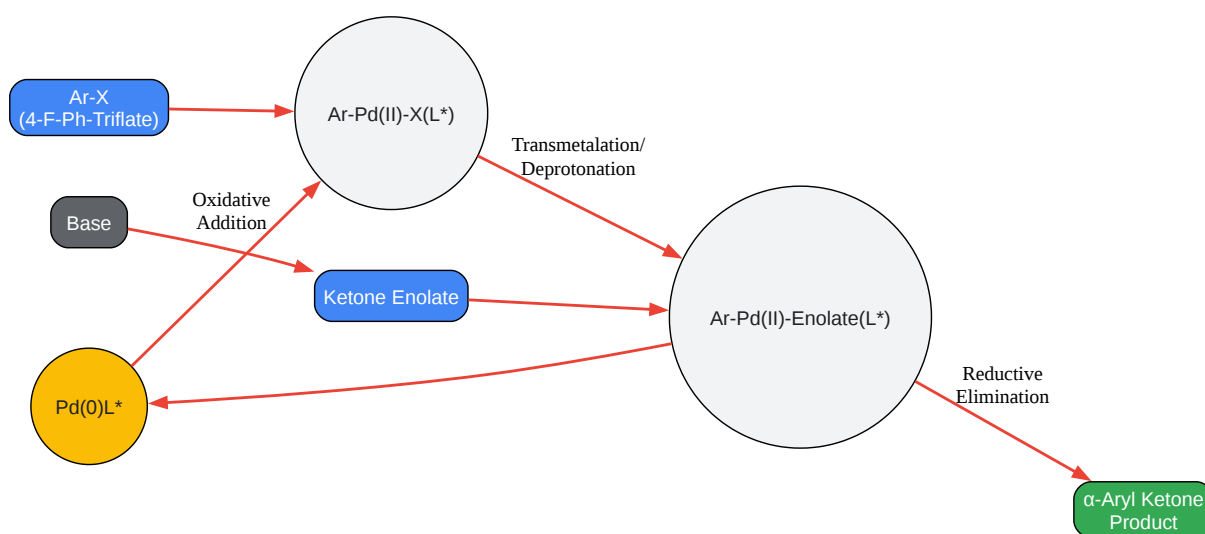 Ar-X
(4-F-Ph-Triflate)
Ar-Pd(II)-X(L*)
Transmetalation/
Deprotonation
Oxidative
Addition
Base
Ketone Enolate
Ar-Pd(II)-Enolate(L*)
Reductive
Elimination
Pd(0)L*
α-Aryl Ketone
Product